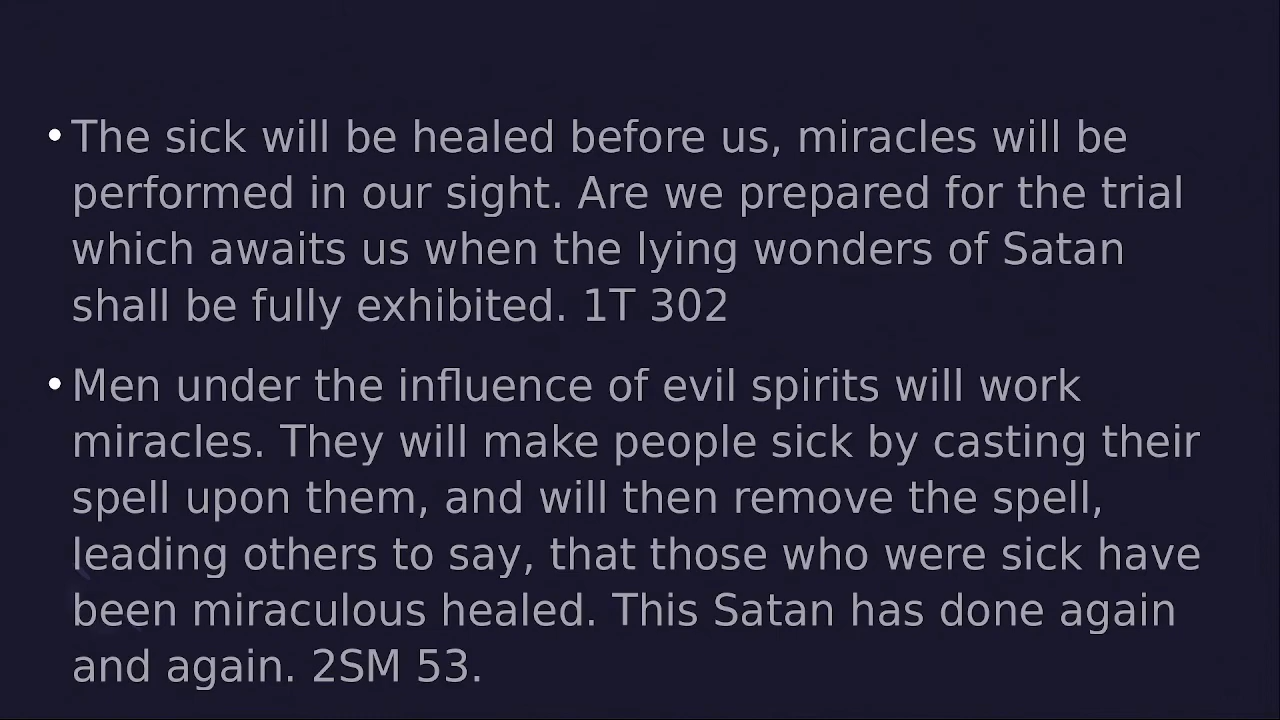 • The sick will be healed before us, miracles will be
performed in our sight. Are we prepared for the trial
which awaits us when the lying wonders of Satan
shall be fully exhibited. 1T 302
• Men under the influence of evil spirits will work
miracles. They will make people sick by casting their
spell upon them, and will then remove the spell,
leading others to say, that those who were sick have
been miraculous healed. This Satan has done again
and again. 2SM 53.